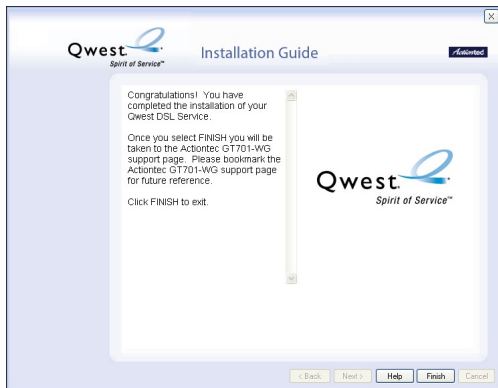 X
Qwest.
Spirit of Service™
Installation Guide
Actiontec
Congratulations! You have
completed the installation of your
Qwest DSL Service.
Once you select FINISH you will be
taken to the Actiontec GT701-WG
support page. Please bookmark the
Actiontec GT701-WG support page
for future reference.
Click FINISH to exit.
Qwest.
Spirit of Service™
< Back
Next >
Help
Finish
Cancel